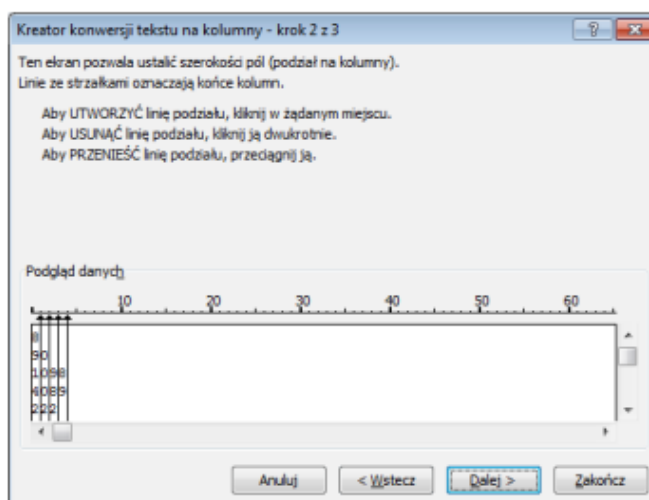 Kreator konwersji tekstu na kolumny - krok 2 z 3
Ten ekran pozwala ustalić szerokości pól (podział na kolumny).
Linie ze strzałkami oznaczają końce kolumn.
Aby UTWORZYĆ linię podziału, kliknij w żądanym miejscu.
Aby USUNĄĆ linię podziału, kliknij ją dwukrotnie.
Aby PRZENIEŚĆ linię podziału, przeciągnij ją.
Podgląd danych
10 20 30 40 50 60
8
90
1098
4089
222
Anuluj < Wstecz Dalej > Zakończ